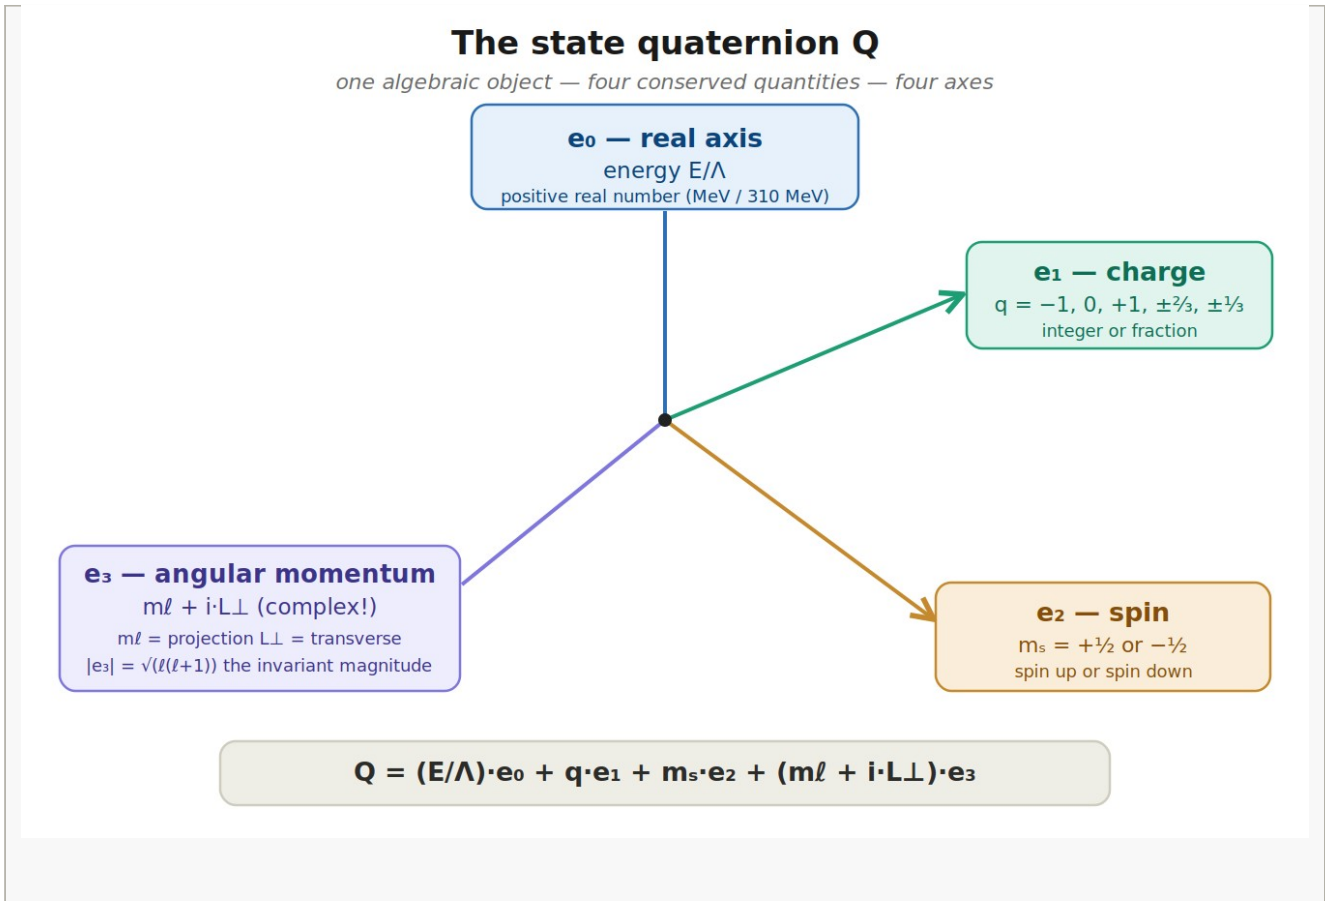 The state quaternion Q
one algebraic object — four conserved quantities — four axes
e₀ — real axis
energy E/Λ
positive real number (MeV / 310 MeV)
e₁ — charge
q = −1, 0, +1, ±⅔, ±⅓
integer or fraction
e₃ — angular momentum
mℓ + i·L⊥ (complex!)
mℓ = projection L⊥ = transverse
|e₃| = √(ℓ(ℓ+1)) the invariant magnitude
e₂ — spin
mₛ = +½ or −½
spin up or spin down
Q = (E/Λ)·e₀ + q·e₁ + mₛ·e₂ + (mℓ + i·L⊥)·e₃